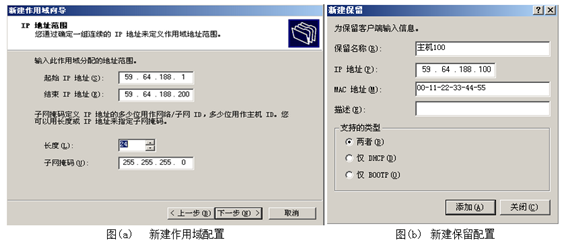 新建作用域向导
IP 地址范围
您通过确定一组连续的 IP 地址来定义作用域地址范围。
输入此作用域分配的地址范围。
起始 IP 地址(S): 59 . 64 .188 . 1
结束 IP 地址(E): 59 . 64 .188 .200
子网掩码定义 IP 地址的多少位用作网络/子网 ID,多少位用作主机 ID。您
可以用长度或 IP 地址来指定子网掩码。
长度(L): 24
子网掩码(U): 255.255.255. 0
< 上一步(B)
下一步(N) >
取消
图(a) 新建作用域配置
新建保留
? ×
为保留客户端输入信息。
保留名称(R): 主机100
IP 地址(P): 59 . 64 .188 .100
MAC 地址(M): 00-11-22-33-44-55
描述(E):
支持的类型
两者(B)
仅 DHCP(D)
仅 BOOTP(O)
添加(A)
关闭(C)
图(b) 新建保留配置